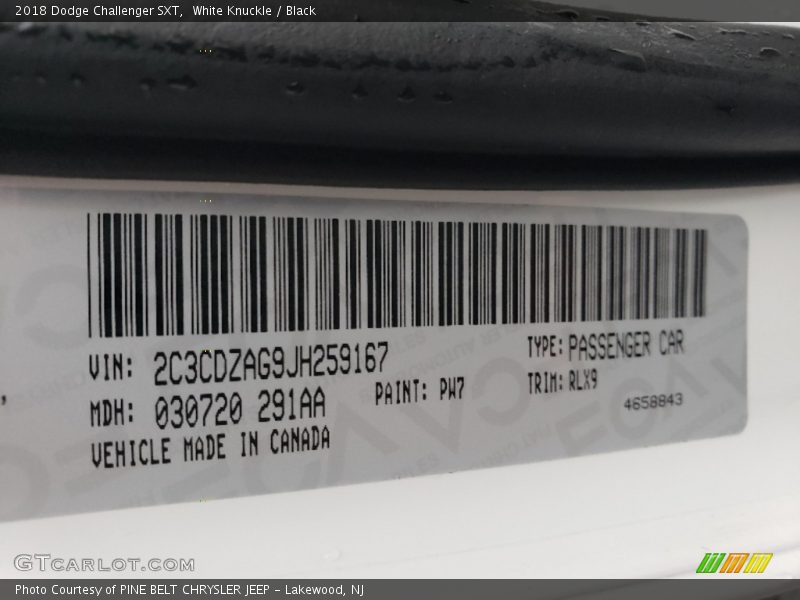 2018 Dodge Challenger SXT, White Knuckle / Black
VIN: 2C3CDZAG9JH259167
TYPE: PASSENGER CAR
MDH: 030720 291AA
PAINT: PW7
TRIM: RLX9
4658843
VEHICLE MADE IN CANADA
GTCARLOT.COM
Photo Courtesy of PINE BELT CHRYSLER JEEP - Lakewood, NJ